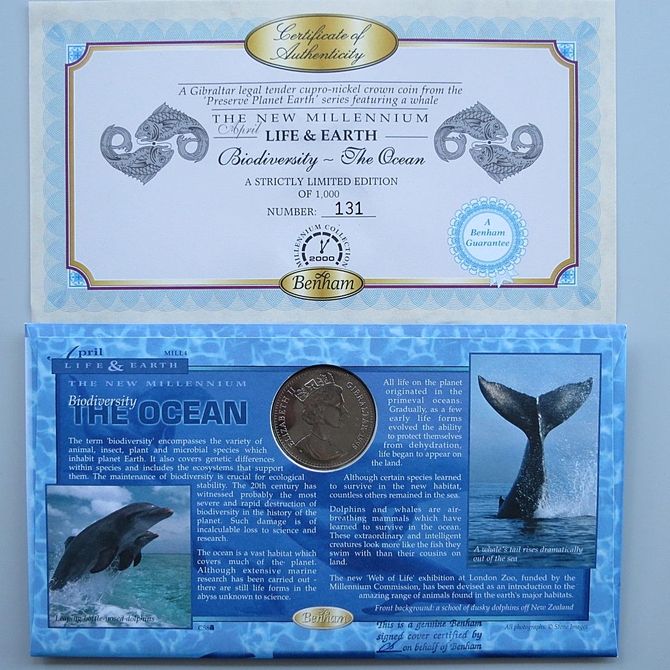 Certificate of
Authenticity
A Gibraltar legal tender cupro-nickel crown coin from the
'Preserve Planet Earth' series featuring a whale
THE NEW MILLENNIUM
April
LIFE & EARTH
Biodiversity ~ The Ocean
A STRICTLY LIMITED EDITION
OF 1,000
NUMBER: 131
MILLENNIUM COLLECTION
2000
Benham
A
Benham
Guarantee
April
MILL4
LIFE & EARTH
THE NEW MILLENNIUM
Biodiversity
THE OCEAN
The term 'biodiversity' encompasses the variety of
animal, insect, plant and microbial species which
inhabit planet Earth. It also covers genetic differences
within species and includes the ecosystems that support
them. The maintenance of biodiversity is crucial for ecological
stability. The 20th century has
witnessed probably the most
severe and rapid destruction of
biodiversity in the history of the
planet. Such damage is of
incalculable loss to science and
research.
The ocean is a vast habitat which
covers much of the planet.
Although extensive marine
research has been carried out -
there are still life forms in the
abyss unknown to science.
Leaping bottle-nosed dolphins
ELIZABETH II
GIBRALTAR
All life on the planet
originated in the
primeval oceans.
Gradually, as a few
early life forms
evolved the ability
to protect themselves
from dehydration,
life began to appear on
the land.
Although certain species learned
to survive in the new habitat,
countless others remained in the sea.
Dolphins and whales are air-
breathing mammals which have
learned to survive in the ocean.
These extraordinary and intelligent
creatures look more like the fish they
swim with than their cousins on
land.
A whale's tail rises dramatically
out of the sea
The new 'Web of Life' exhibition at London Zoo, funded by the
Millennium Commission, has been devised as an introduction to the
amazing range of animals found in the earth's major habitats.
Front background: a school of dusky dolphins off New Zealand
Benham
This is a genuine Benham
signed cover certified by
on behalf of Benham
All photographs: © Stone Images